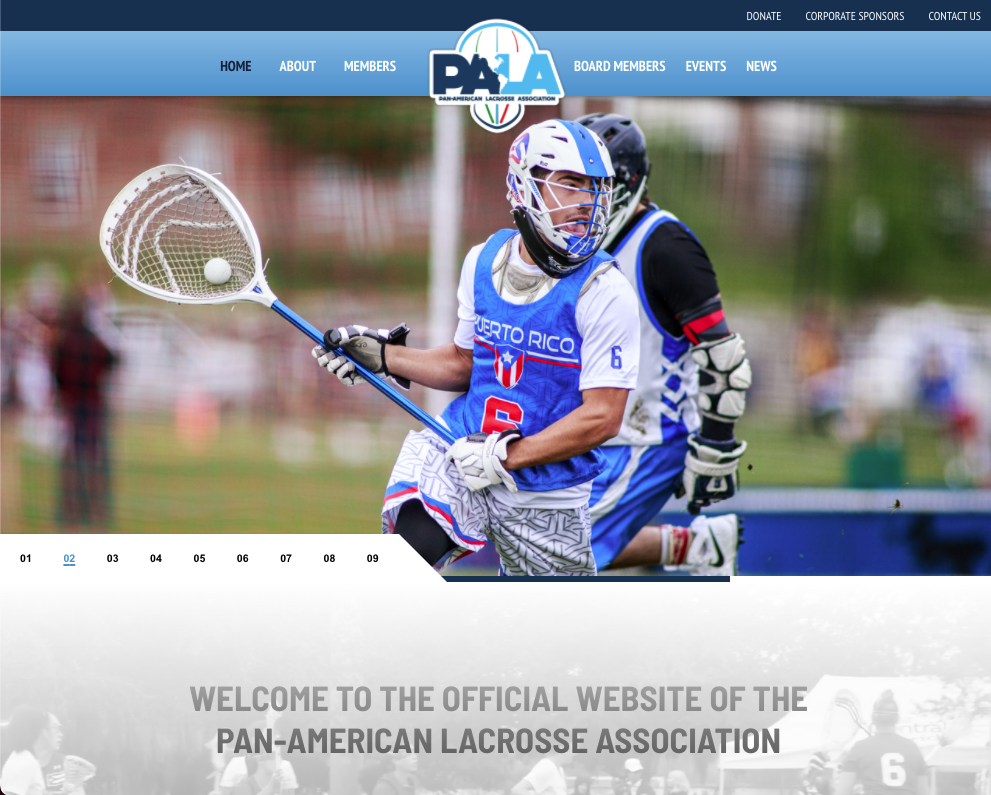 DONATE CORPORATE SPONSORS CONTACT US
HOME ABOUT MEMBERS BOARD MEMBERS EVENTS NEWS
PALA
PAN-AMERICAN LACROSSE ASSOCIATION
PUERTO RICO
6
6
01 02 03 04 05 06 07 08 09
WELCOME TO THE OFFICIAL WEBSITE OF THE
PAN-AMERICAN LACROSSE ASSOCIATION
6